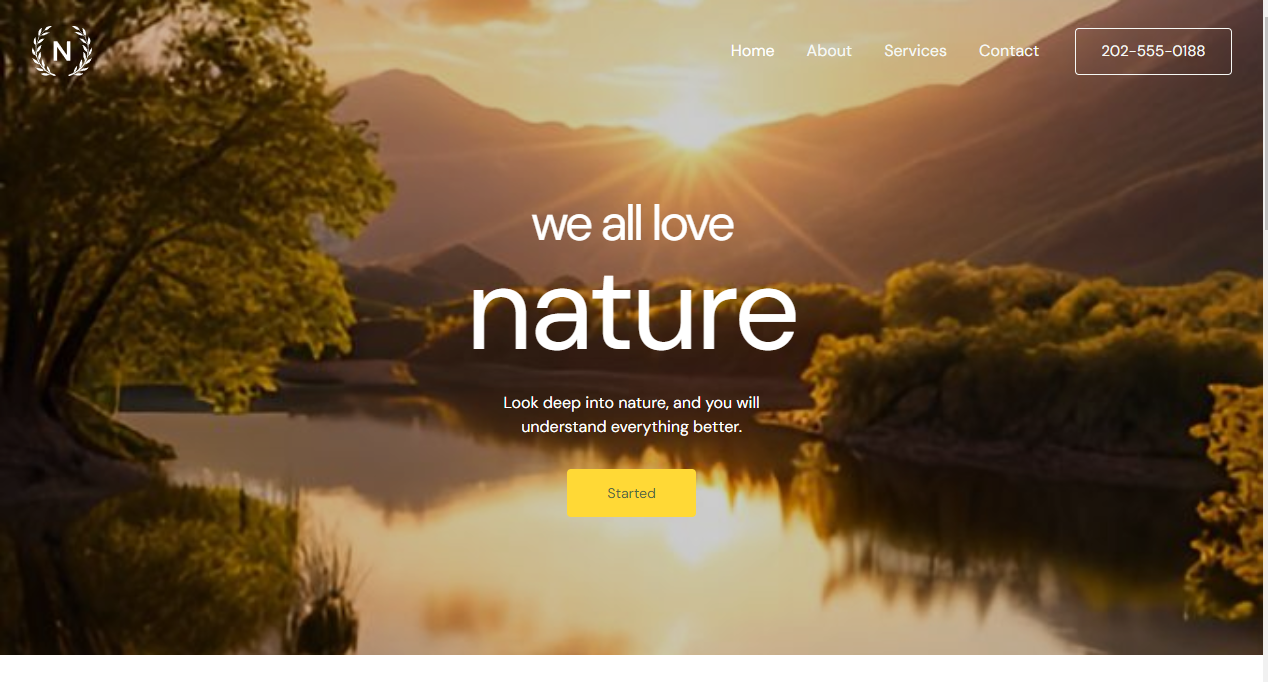 N
Home About Services Contact 202-555-0188
we all love
nature
Look deep into nature, and you will
understand everything better.
Started